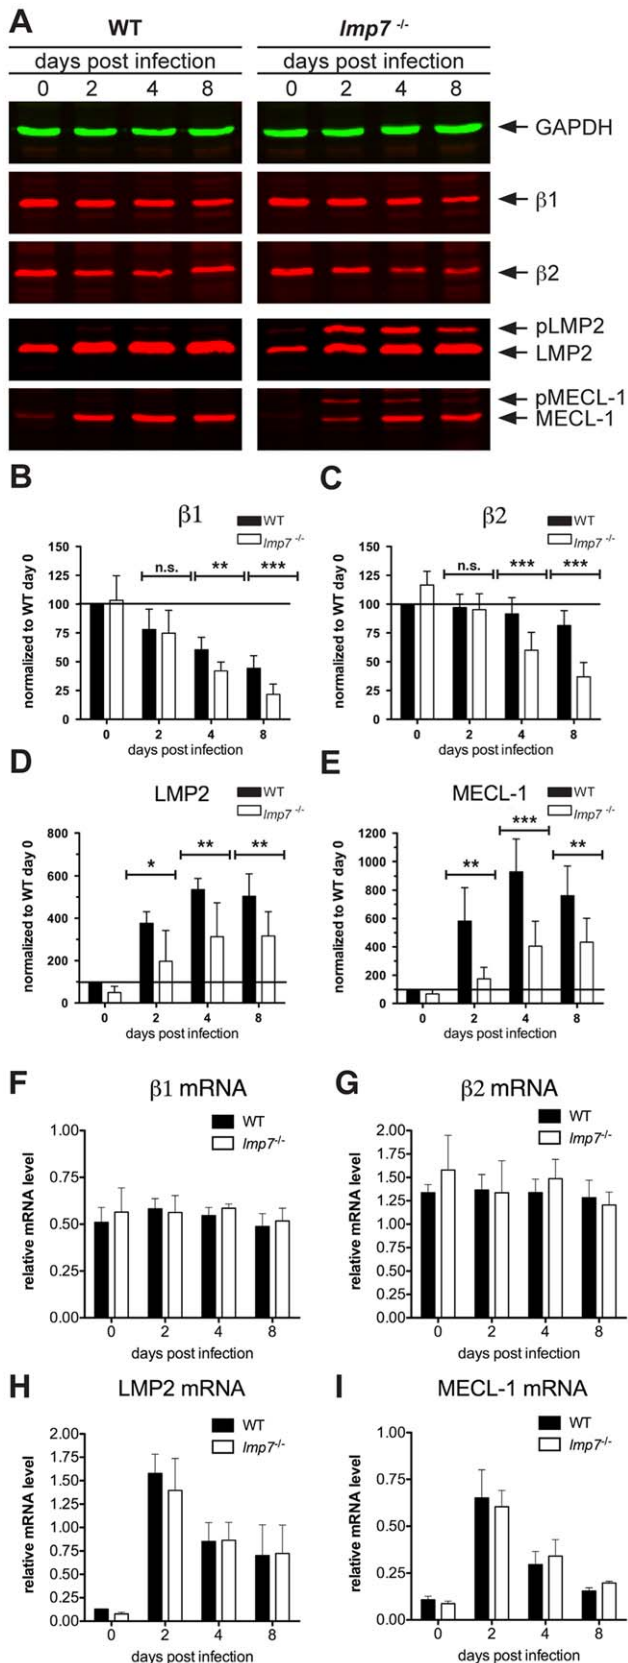 A
WT
lmp7 -/-
days post infection
days post infection
0 2 4 8
0 2 4 8
GAPDH
β1
β2
pLMP2
LMP2
pMECL-1
MECL-1
B
β1
WT
lmp7 -/-
normalized to WT day 0
150
125
100
75
50
25
0
n.s.
**
***
0 2 4 8
days post infection
C
β2
WT
lmp7 -/-
normalized to WT day 0
150
125
100
75
50
25
0
n.s.
***
***
0 2 4 8
days post infection
D
LMP2
WT
lmp7 -/-
normalized to WT day 0
800
600
400
200
100
0
*
**
**
0 2 4 8
days post infection
E
MECL-1
WT
lmp7 -/-
normalized to WT day 0
1200
1000
800
600
400
200
100
0
**
***
**
0 2 4 8
days post infection
F
β1 mRNA
WT
lmp7-/-
relative mRNA level
1.00
0.75
0.50
0.25
0.00
0 2 4 8
days post infection
G
β2 mRNA
WT
lmp7-/-
relative mRNA level
2.00
1.75
1.50
1.25
1.00
0.75
0.50
0.25
0.00
0 2 4 8
days post infection
H
LMP2 mRNA
WT
lmp7-/-
relative mRNA level
2.00
1.75
1.50
1.25
1.00
0.75
0.50
0.25
0.00
0 2 4 8
days post infection
I
MECL-1 mRNA
WT
lmp7-/-
relative mRNA level
1.00
0.75
0.50
0.25
0.00
0 2 4 8
days post infection